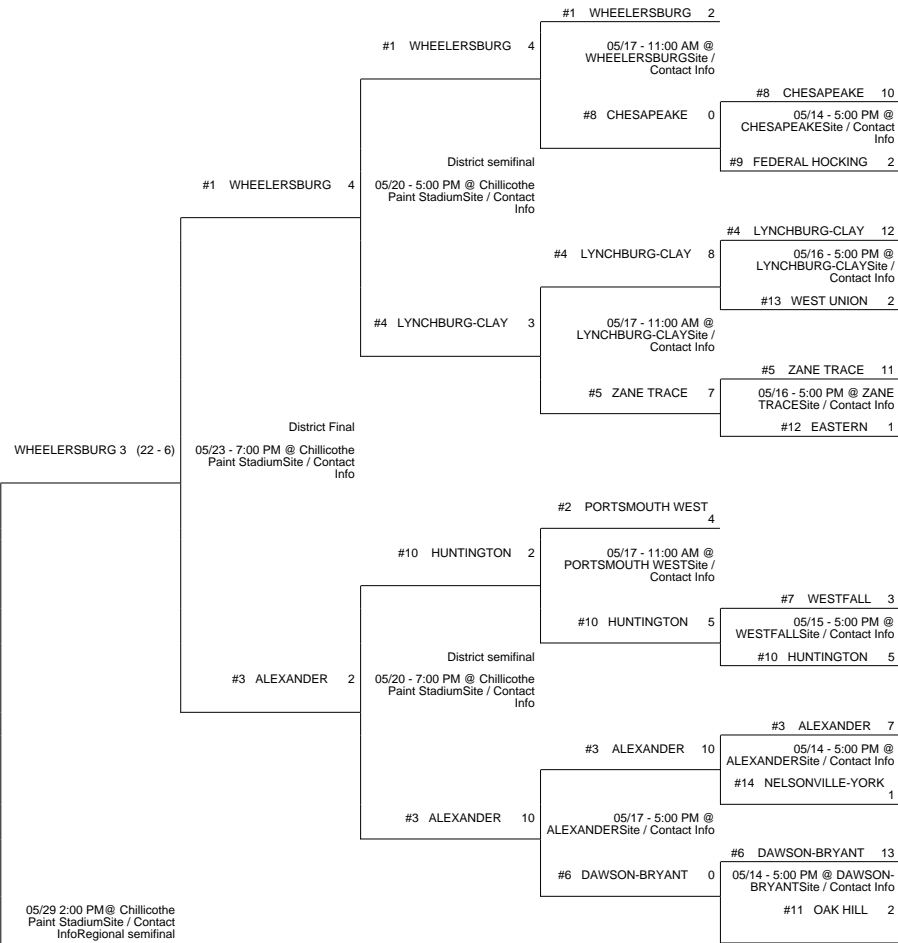 #1 WHEELERSBURG 2
#1 WHEELERSBURG 4
05/17 - 11:00 AM @
WHEELERSBURGSite /
Contact Info
#8 CHESAPEAKE 10
#8 CHESAPEAKE 0
05/14 - 5:00 PM @
CHESAPEAKESite / Contact
Info
#9 FEDERAL HOCKING 2
District semifinal
#1 WHEELERSBURG 4
05/20 - 5:00 PM @ Chillicothe
Paint StadiumSite / Contact
Info
#4 LYNCHBURG-CLAY 12
#4 LYNCHBURG-CLAY 8
05/16 - 5:00 PM @
LYNCHBURG-CLAYSite /
Contact Info
#13 WEST UNION 2
#4 LYNCHBURG-CLAY 3
05/17 - 11:00 AM @
LYNCHBURG-CLAYSite /
Contact Info
#5 ZANE TRACE 11
#5 ZANE TRACE 7
05/16 - 5:00 PM @ ZANE
TRACESite / Contact Info
#12 EASTERN 1
District Final
WHEELERSBURG 3 (22 - 6)
05/23 - 7:00 PM @ Chillicothe
Paint StadiumSite / Contact
Info
#2 PORTSMOUTH WEST
4
#10 HUNTINGTON 2
05/17 - 11:00 AM @
PORTSMOUTH WESTSite /
Contact Info
#7 WESTFALL 3
#10 HUNTINGTON 5
05/15 - 5:00 PM @
WESTFALLSite / Contact Info
#10 HUNTINGTON 5
District semifinal
#3 ALEXANDER 2
05/20 - 7:00 PM @ Chillicothe
Paint StadiumSite / Contact
Info
#3 ALEXANDER 7
#3 ALEXANDER 10
05/14 - 5:00 PM @
ALEXANDERSite / Contact Info
#14 NELSONVILLE-YORK
1
#3 ALEXANDER 10
05/17 - 5:00 PM @
ALEXANDERSite / Contact Info
#6 DAWSON-BRYANT 13
#6 DAWSON-BRYANT 0
05/14 - 5:00 PM @ DAWSON-
BRYANTSite / Contact Info
#11 OAK HILL 2
05/29 2:00 PM@ Chillicothe
Paint StadiumSite / Contact
InfoRegional semifinal